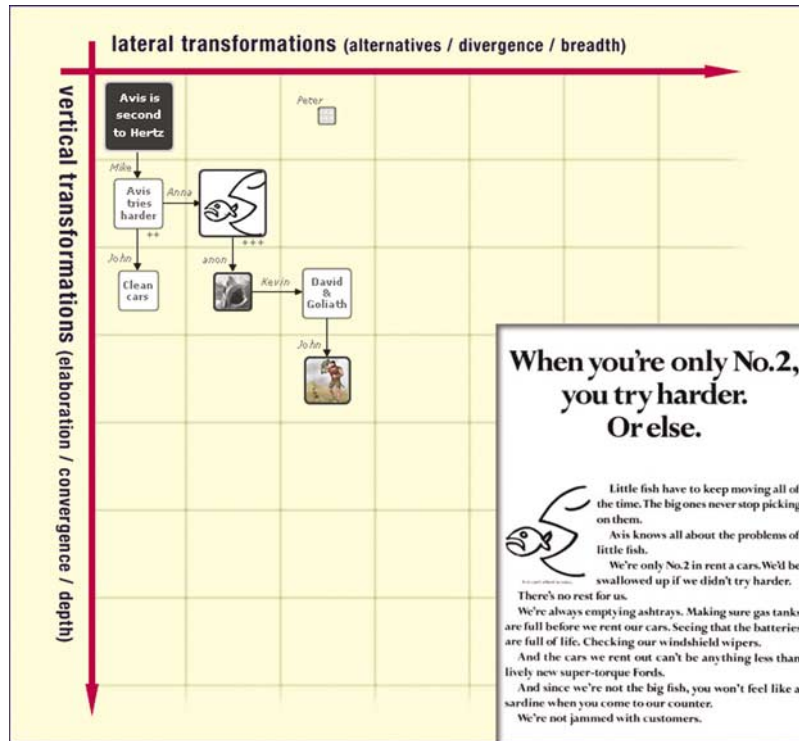 lateral transformations (alternatives / divergence / breadth)
vertical transformations (elaboration / convergence / depth)
Avis is
second
to Hertz
Peter
Mike
Avis
tries
harder
Anna
++
+++
John
Clean
cars
anon
Kevin
David
&
Goliath
John
When you're only No.2,
you try harder.
Or else.
Little fish have to keep moving all of
the time. The big ones never stop picking
on them.
Avis knows all about the problems of
little fish.
We're only No.2 in rent a cars. We'd be
swallowed up if we didn't try harder.
There's no rest for us.
We're always emptying ashtrays. Making sure gas tanks
are full before we rent our cars. Seeing that the batteries
are full of life. Checking our windshield wipers.
And the cars we rent out can't be anything less than
lively new super-torque Fords.
And since we're not the big fish, you won't feel like a
sardine when you come to our counter.
We're not jammed with customers.